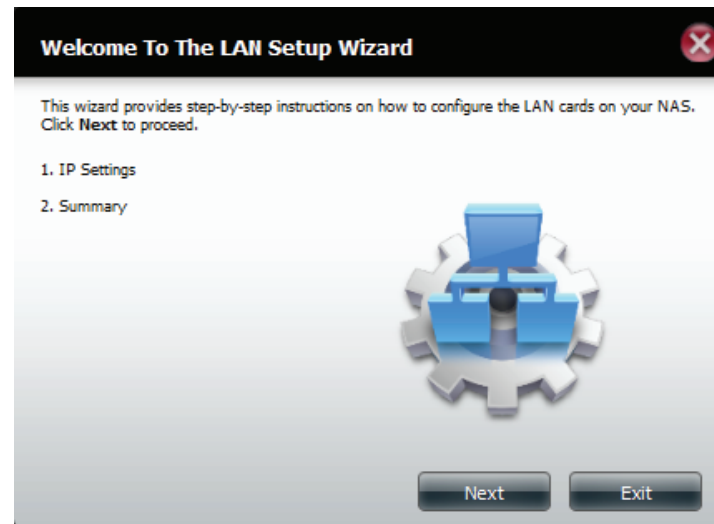 Welcome To The LAN Setup Wizard
This wizard provides step-by-step instructions on how to configure the LAN cards on your NAS.
Click Next to proceed.
1. IP Settings
2. Summary
Next
Exit